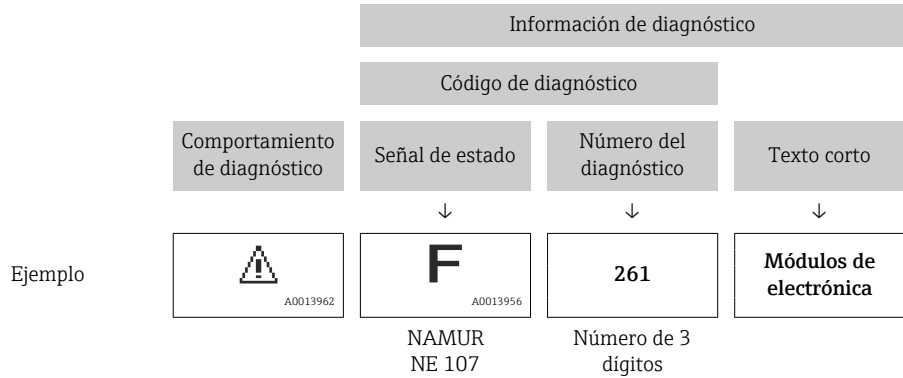 Información de diagnóstico
Código de diagnóstico
Comportamiento
de diagnóstico
Señal de estado
Número del
diagnóstico
Texto corto
Ejemplo
A0013962
F
A0013956
261
Módulos de
electrónica
NAMUR
NE 107
Número de 3
dígitos